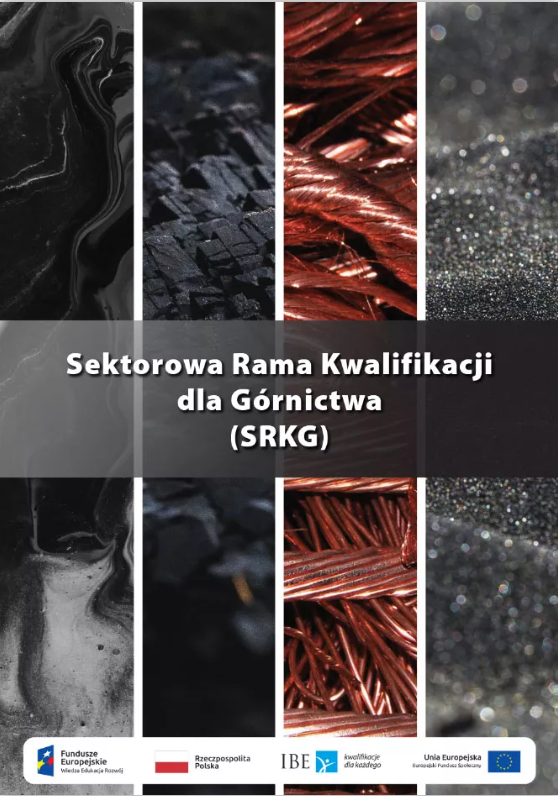 Sektorowa Rama Kwalifikacji
dla Górnictwa
(SRKG)
Fundusze
Europejskie
Wiedza Edukacja Rozwój
Rzeczpospolita
Polska
IBE
kwalifikacje
dla każdego
Unia Europejska
Europejski Fundusz Społeczny